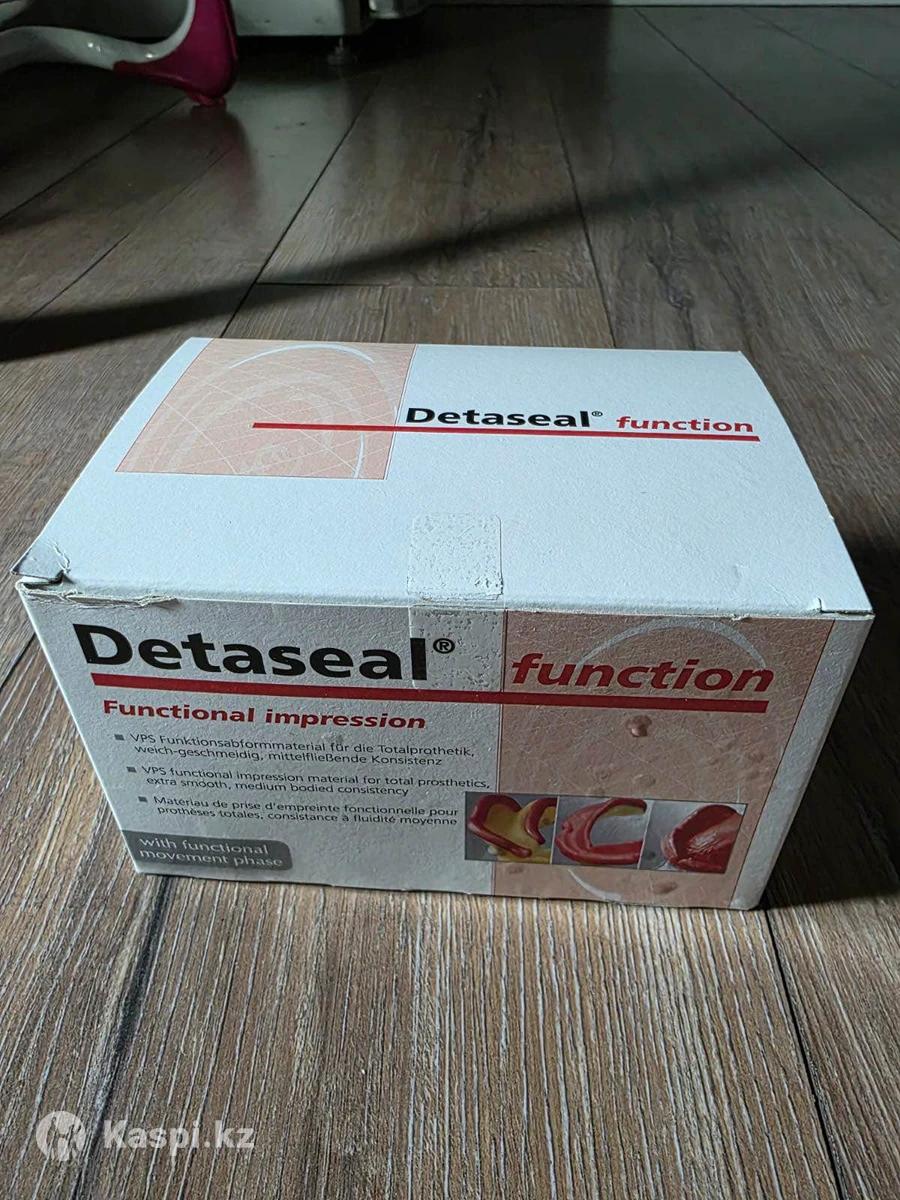 Detaseal® function
Detaseal® function
Functional impression
VPS Funktionsabformmaterial für die Totalprothetik,
weich-geschmeidig, mittelfließende Konsistenz
VPS functional impression material for total prosthetics,
extra smooth, medium bodied consistency
Matériau de prise d'empreinte fonctionnelle pour
prothèses totales, consistance à fluidité moyenne
with functional
movement phase
Kaspi.kz